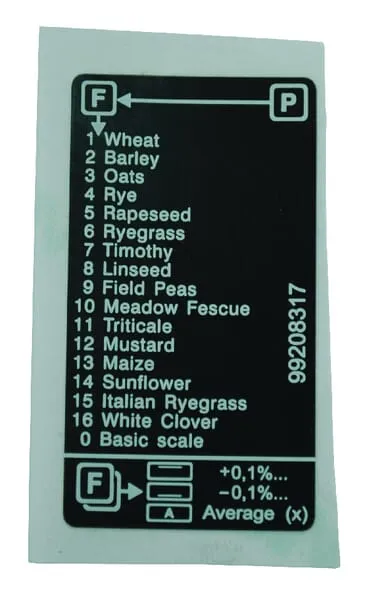 F P
1 Wheat
2 Barley
3 Oats
4 Rye
5 Rapeseed
6 Ryegrass
7 Timothy
8 Linseed
9 Field Peas
10 Meadow Fescue
11 Triticale
12 Mustard
13 Maize
14 Sunflower
15 Italian Ryegrass
16 White Clover
0 Basic scale
99208317
F
+0,1%...
−0,1%...
A Average (x)